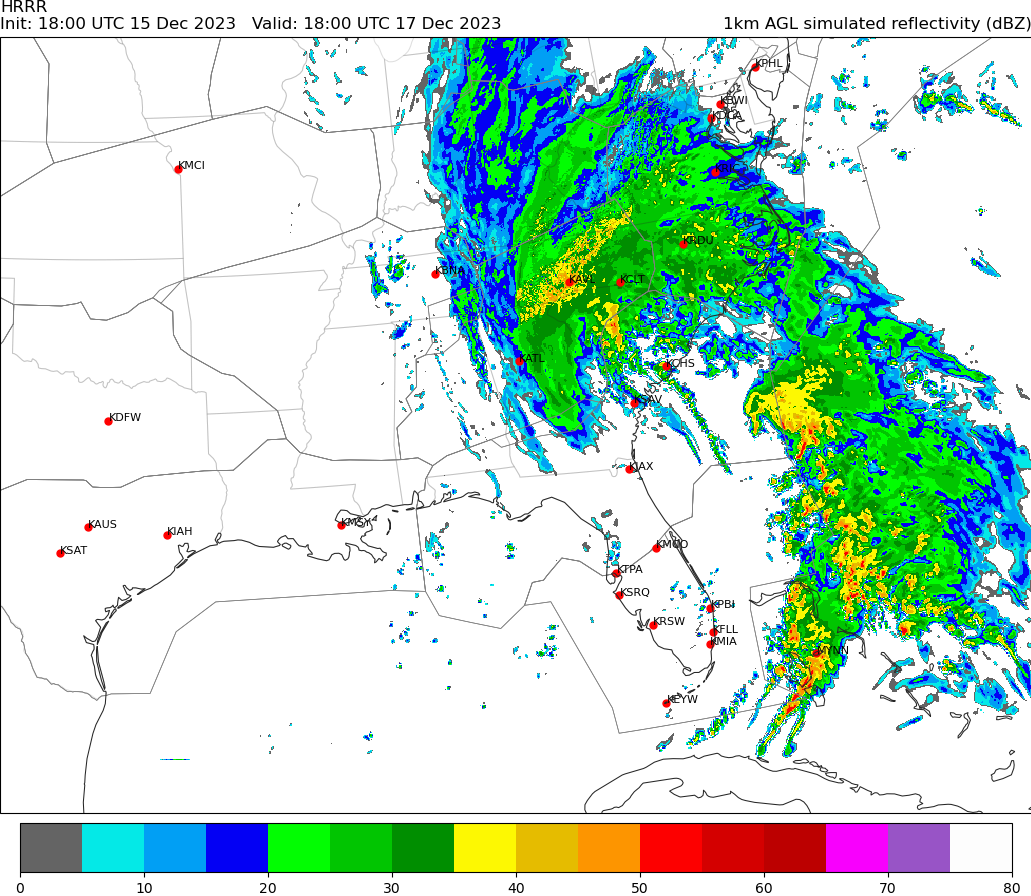 HRRR
Init: 18:00 UTC 15 Dec 2023 Valid: 18:00 UTC 17 Dec 2023 1km AGL simulated reflectivity (dBZ)
KPHL
KBWI
KDCA
KMCI
KRDU
KBNA
KCLT
KATL
KCHS
KSAV
KDFW
KJAX
KAUS
KMSY
KIAH
KSAT
KMCO
KTPA
KSRQ
KPBI
KRSW
KFLL
KMIA
MYNN
KEYW
0 10 20 30 40 50 60 70 80